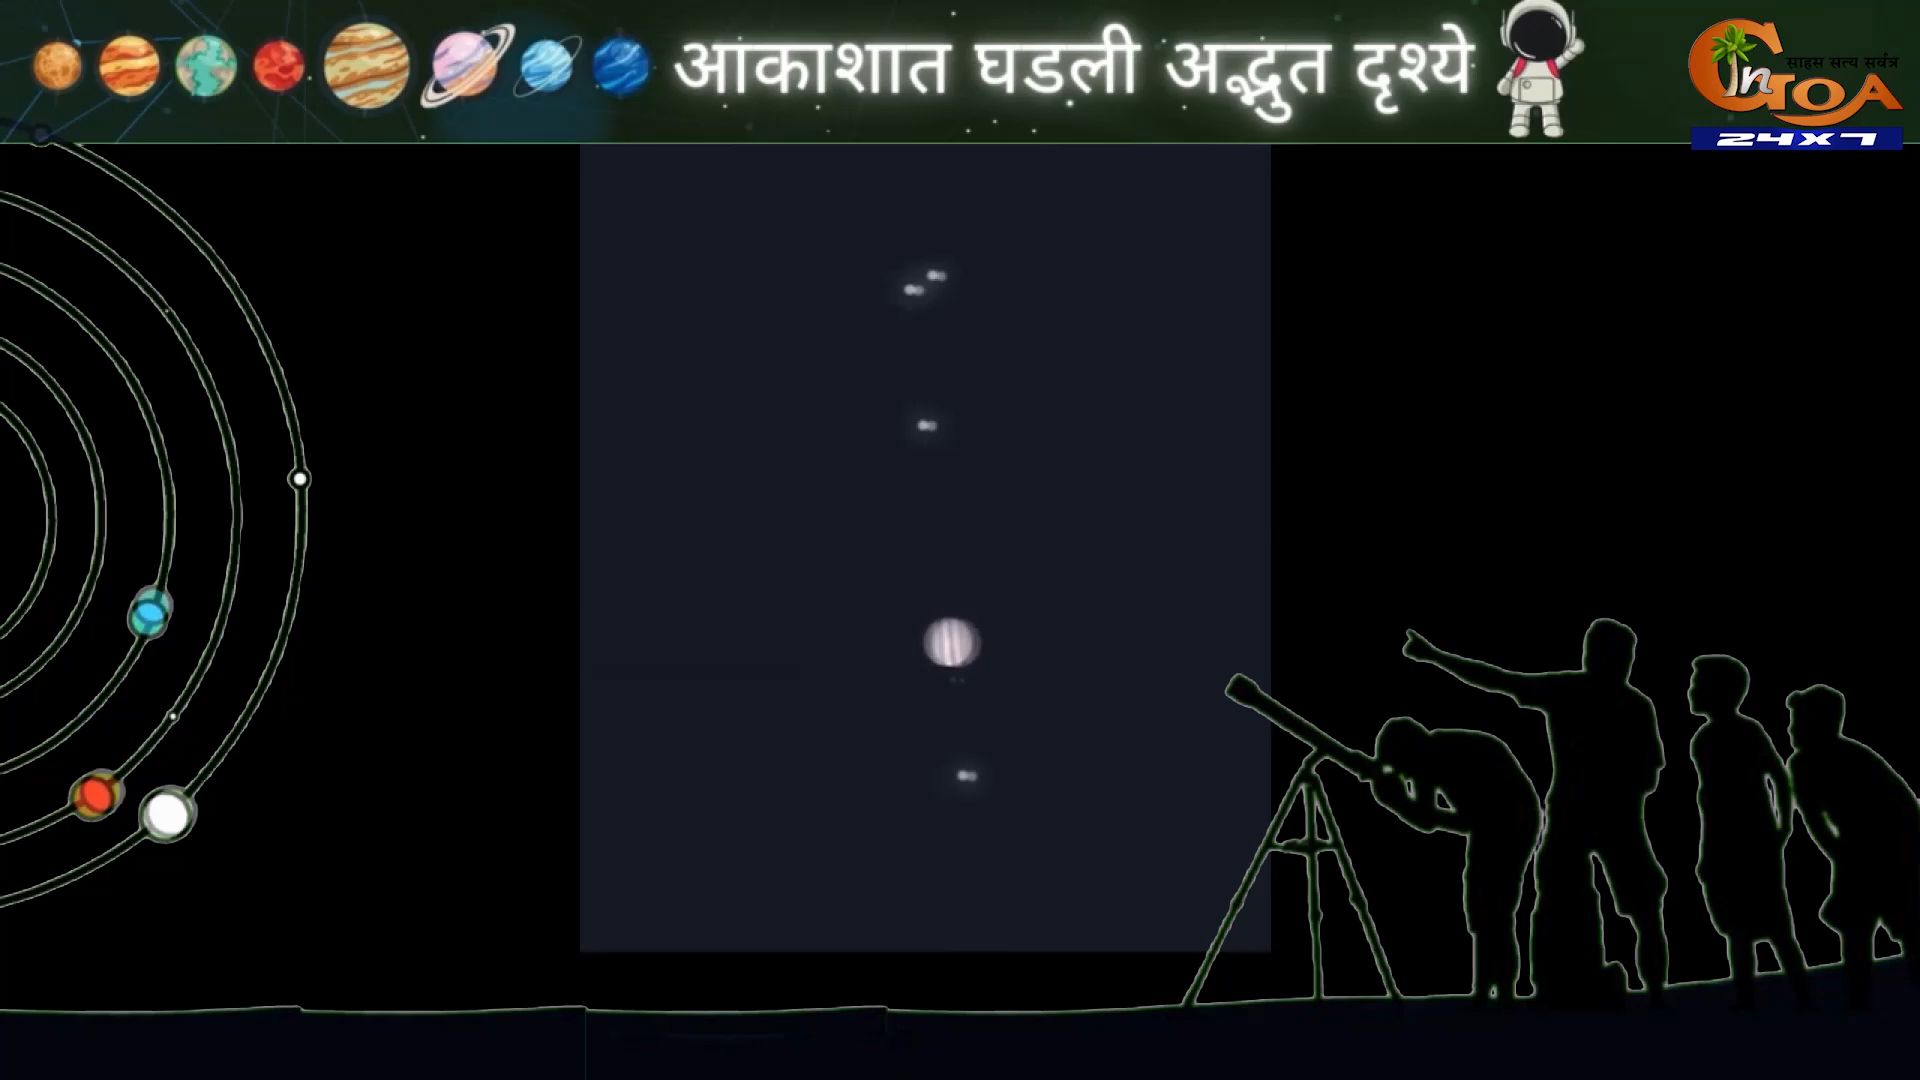 आकाशात घडली अद्भुत दृश्ये
साहस सत्य सर्वत्र
In GOA
24X7